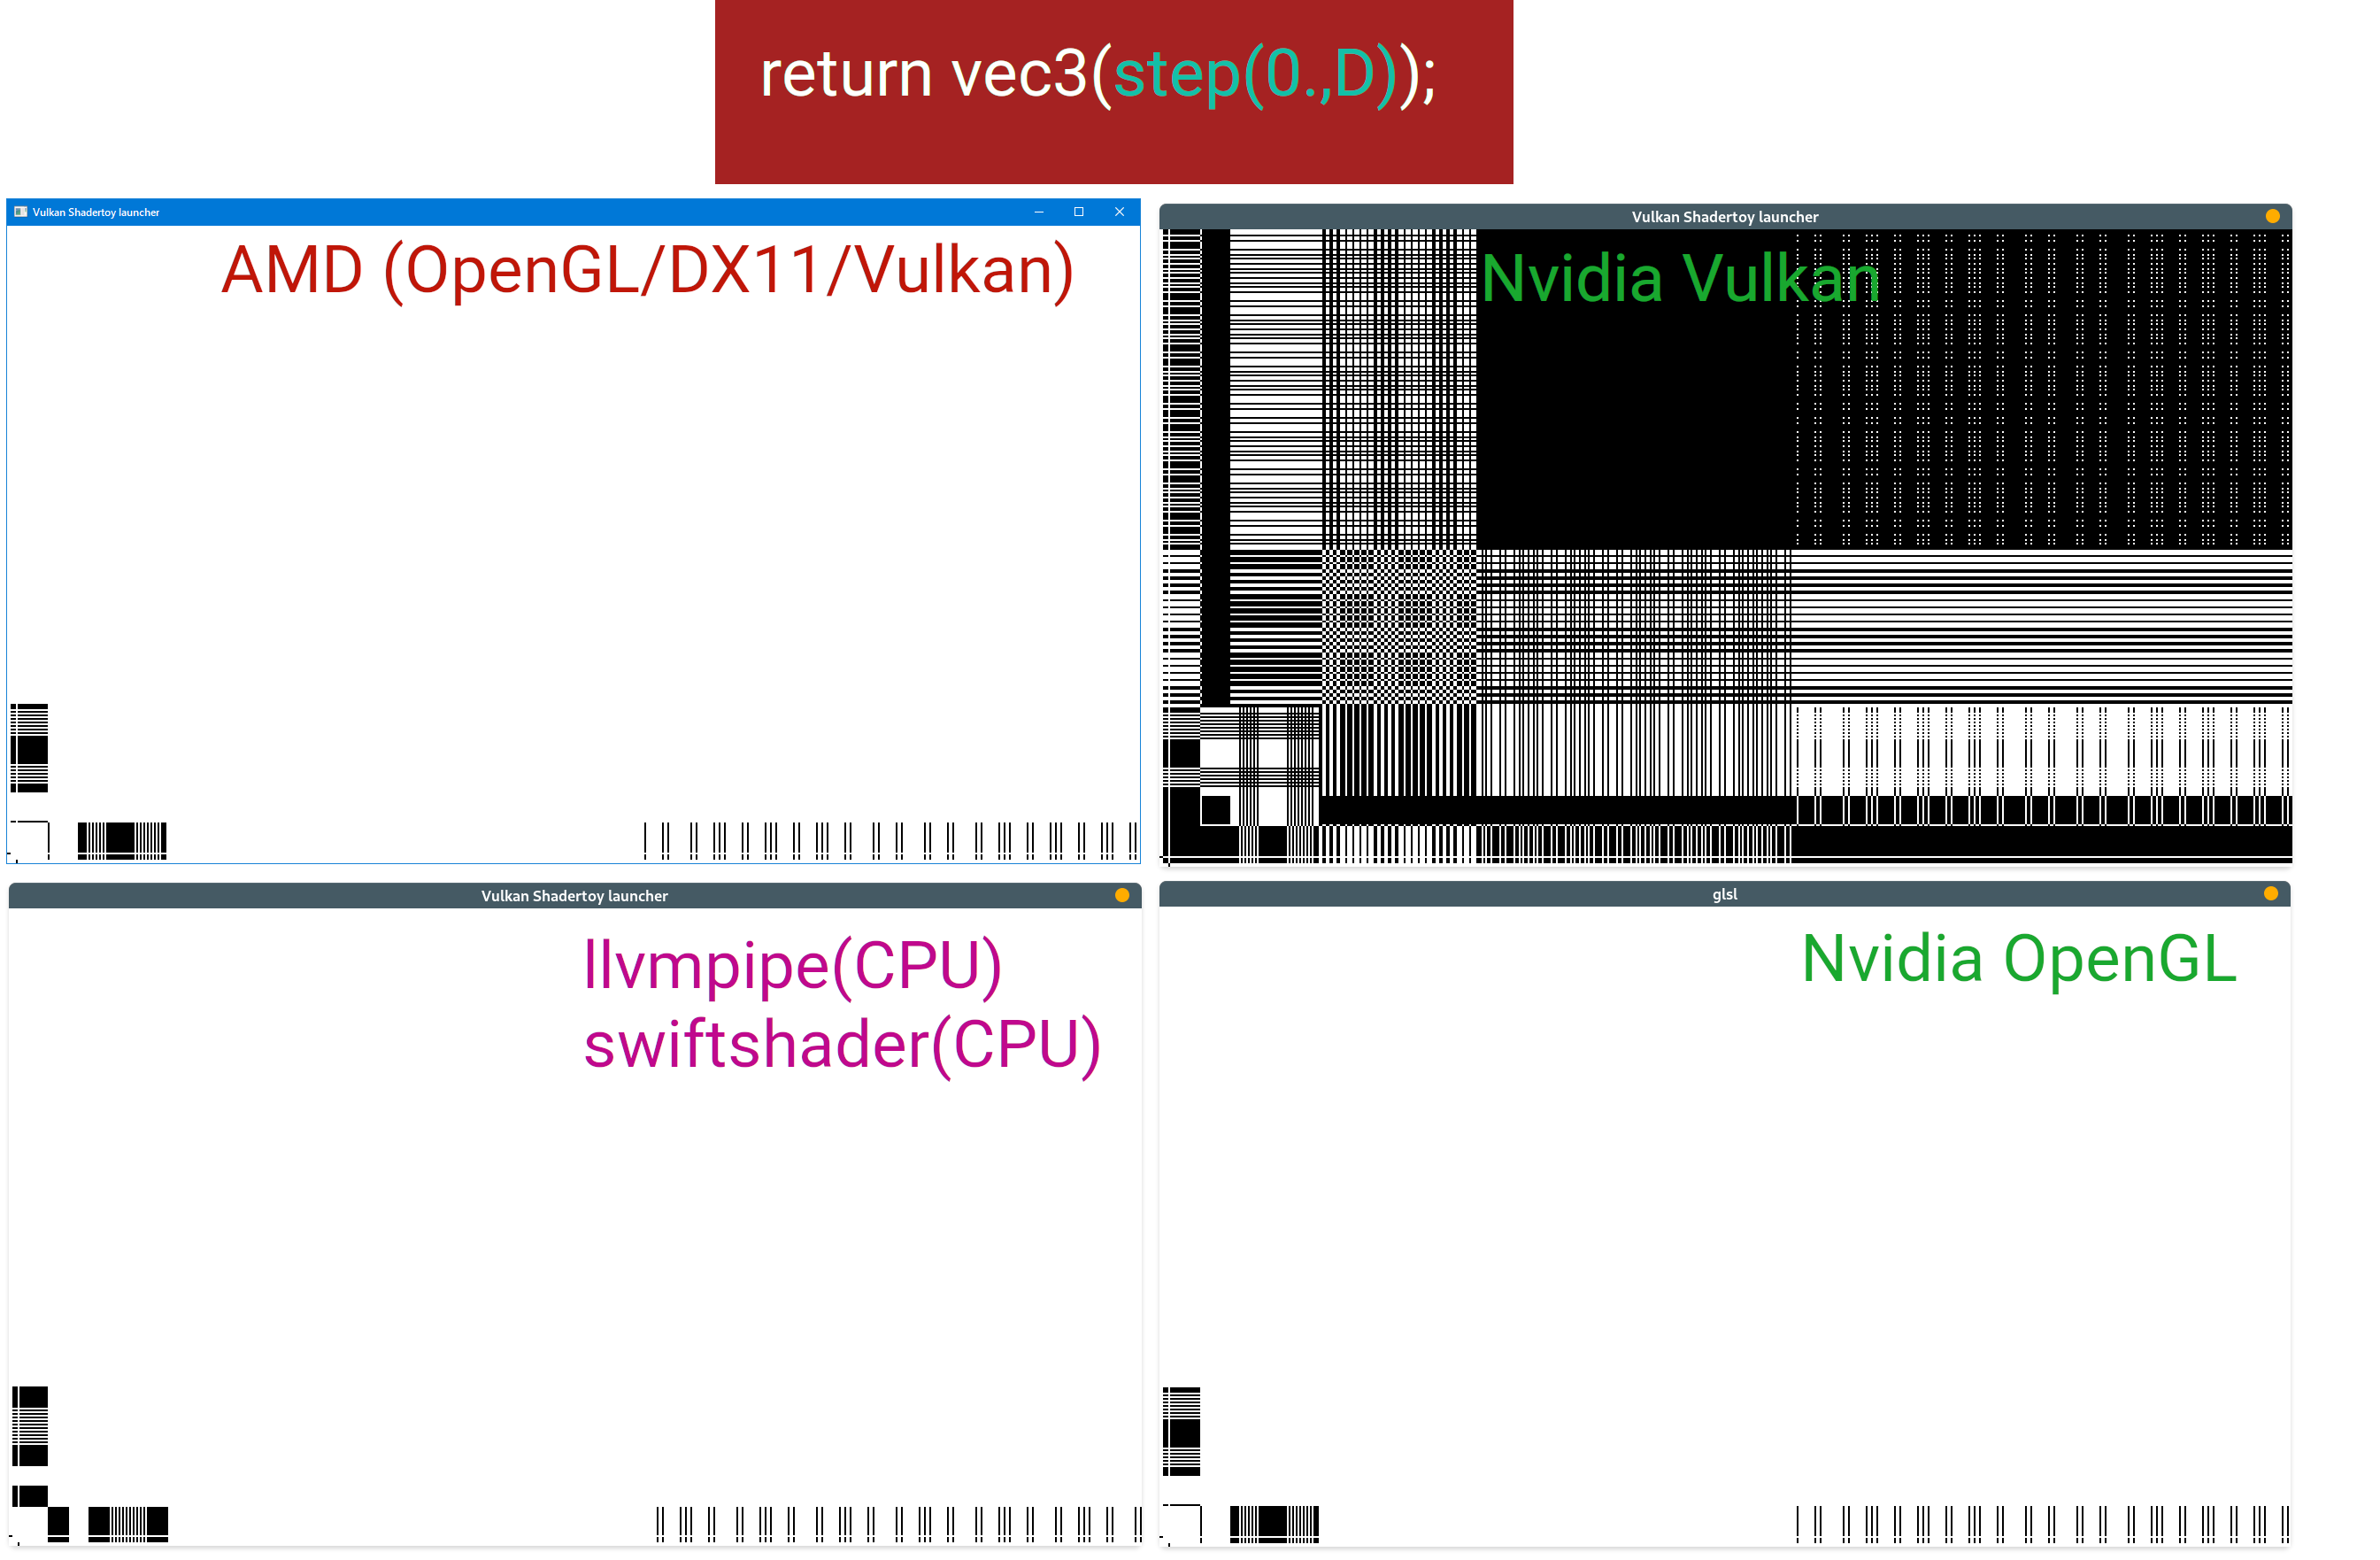 return vec3(step(0.,D));
Vulkan Shadertoy launcher
AMD (OpenGL/DX11/Vulkan)
Vulkan Shadertoy launcher
Nvidia Vulkan
Vulkan Shadertoy launcher
llvmpipe(CPU)
swiftshader(CPU)
glsl
Nvidia OpenGL